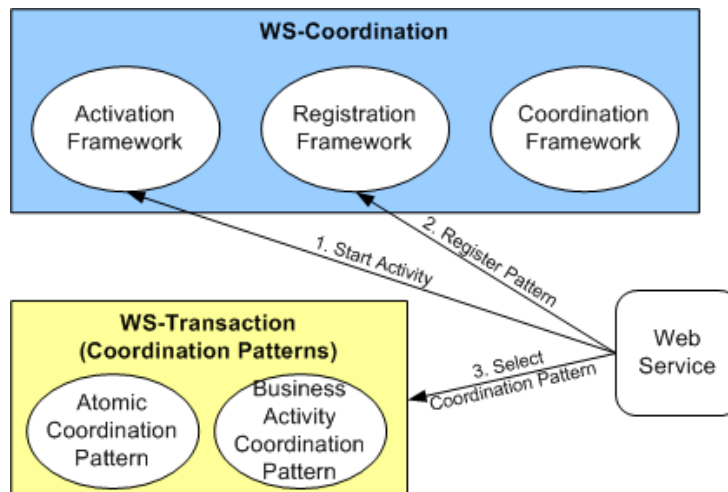 WS-Coordination
Activation
Framework
Registration
Framework
Coordination
Framework
1. Start Activity
2. Register Pattern
WS-Transaction
(Coordination Patterns)
Atomic
Coordination
Pattern
Business
Activity
Coordination
Pattern
3. Select
Coordination Pattern
Web
Service